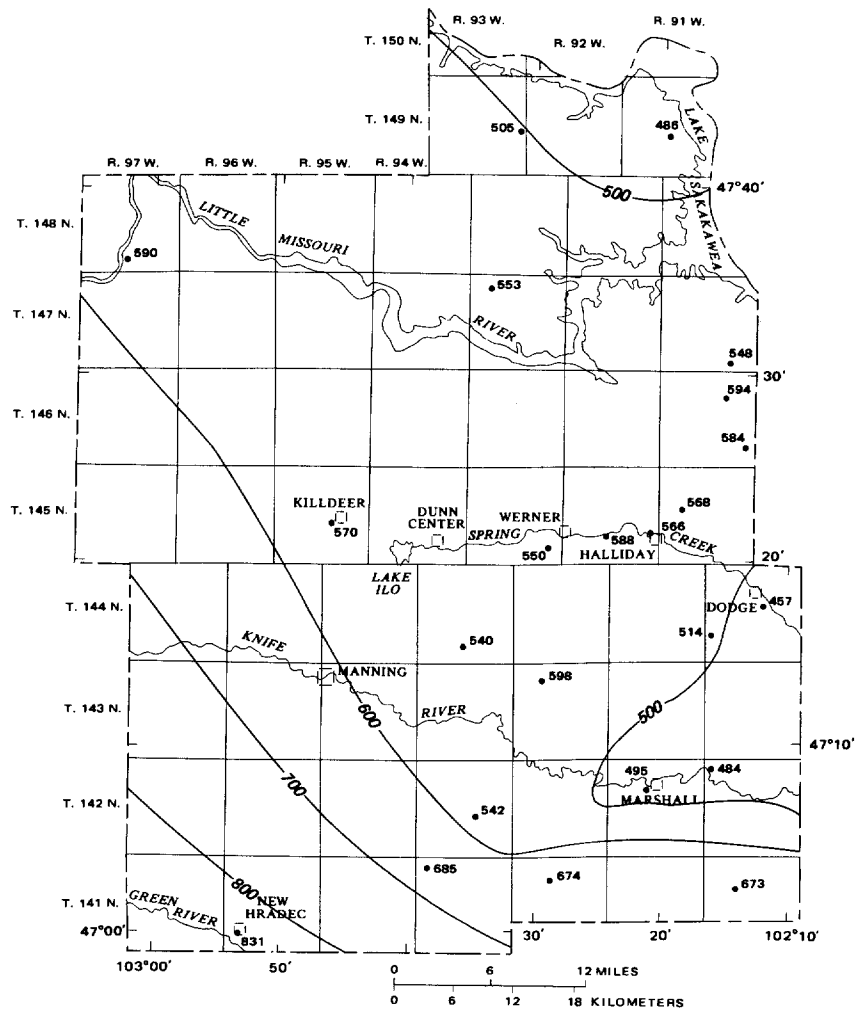 R. 93 W.
R. 91 W.
T. 150 N.
R. 92 W.
T. 149 N.
505
486
LAKE
SAKAKAWEA
R. 97 W.
R. 96 W.
R. 95 W.
R. 94 W.
500
47°40'
T. 148 N.
LITTLE
MISSOURI
RIVER
590
553
T. 147 N.
548
30'
594
T. 146 N.
584
T. 145 N.
KILLDEER
570
DUNN
CENTER
SPRING
WERNER
568
566
CREEK
550
588
HALLIDAY
20'
LAKE
ILO
T. 144 N.
DODGE
457
KNIFE
540
514
MANNING
598
T. 143 N.
RIVER
600
500
47°10'
700
495
484
MARSHALL
T. 142 N.
542
800
685
674
673
T. 141 N.
GREEN
RIVER
NEW
HRADEC
831
47°00'
103°00'
50'
30'
20'
102°10'
0 6 12 MILES
0 6 12 18 KILOMETERS